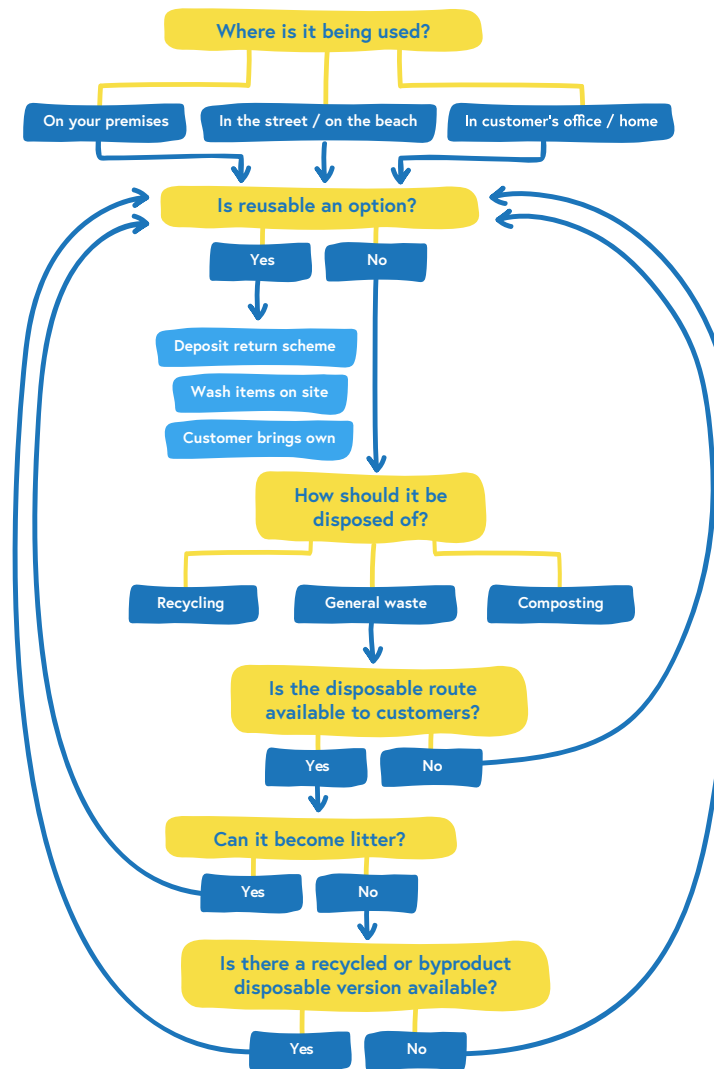 Where is it being used?
On your premises
In the street / on the beach
In customer's office / home
Is reusable an option?
Yes
No
Deposit return scheme
Wash items on site
Customer brings own
How should it be
disposed of?
Recycling
General waste
Composting
Is the disposable route
available to customers?
Yes
No
Can it become litter?
Yes
No
Is there a recycled or byproduct
disposable version available?
Yes
No